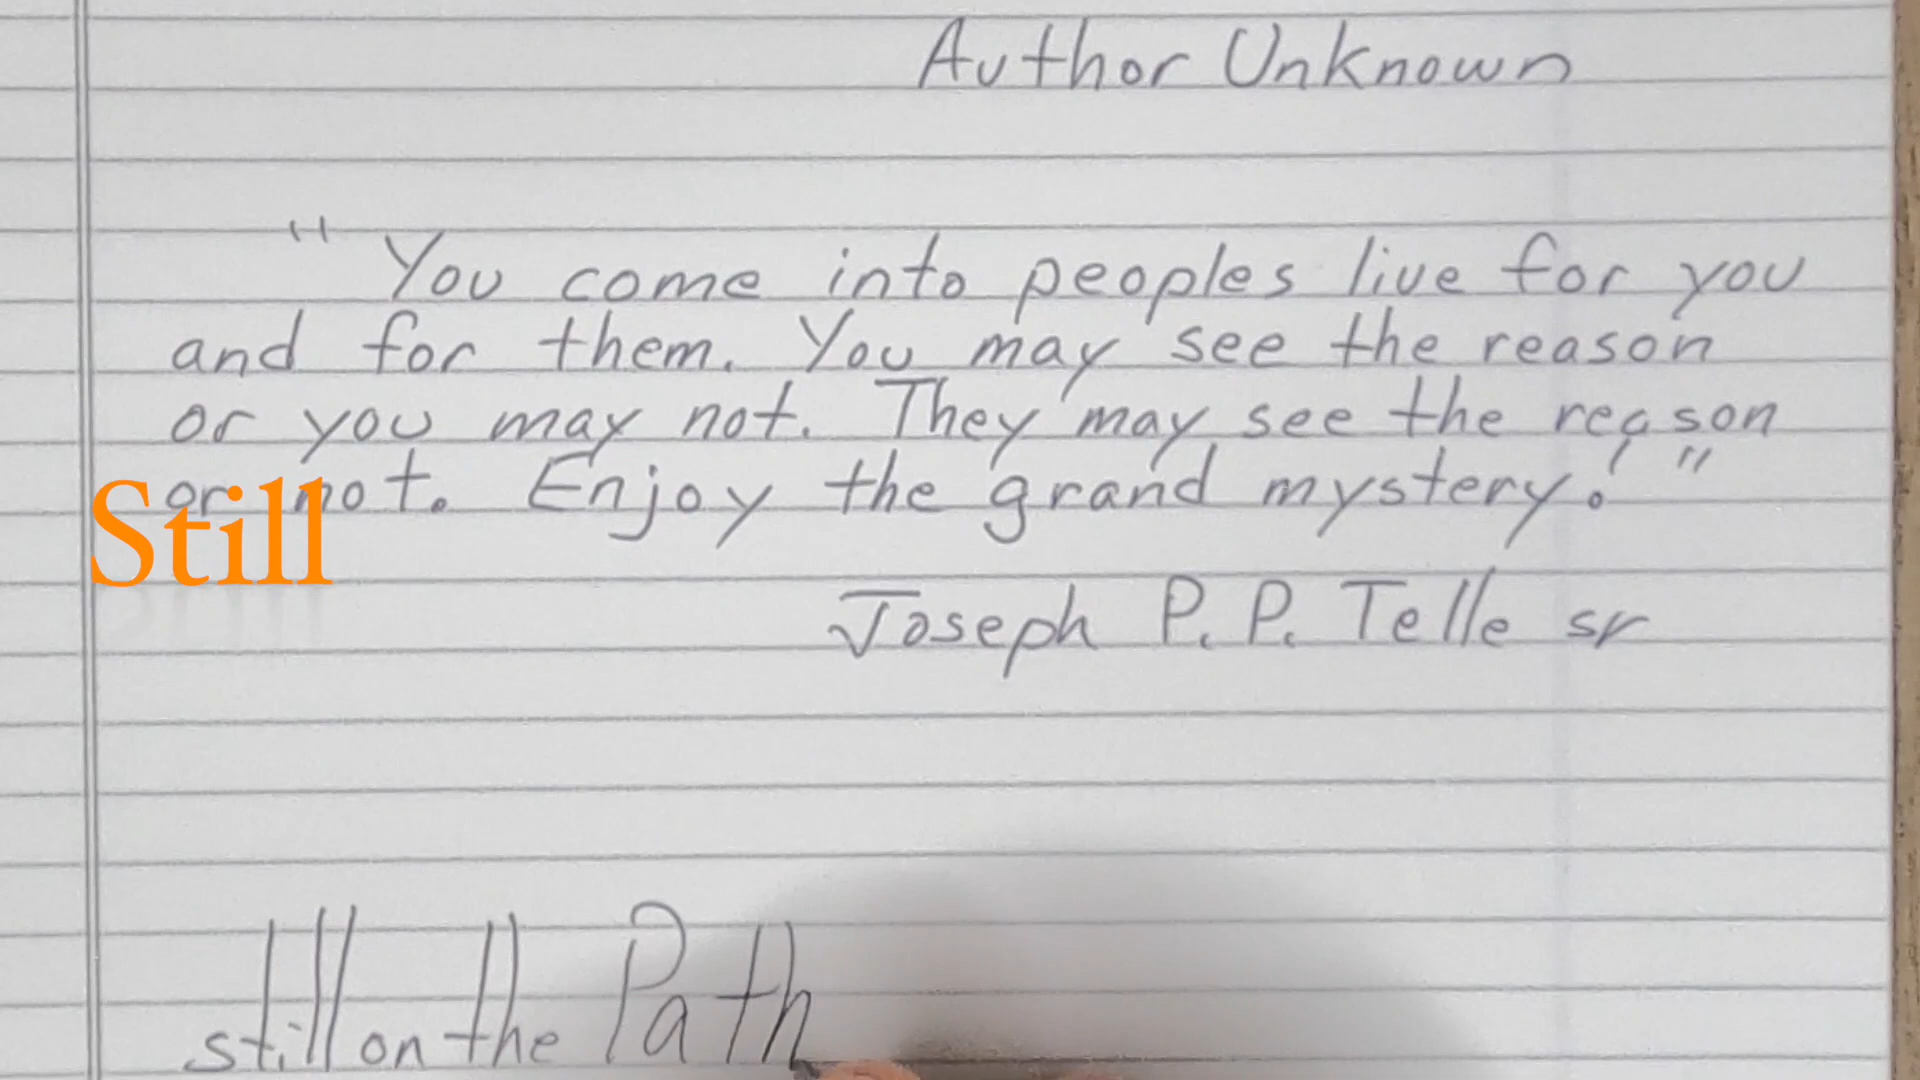 Author Unknown
"You come into peoples live for you
and for them. You may see the reason
or you may not. They may see the reason
or not. Enjoy the grand mystery!"
Still
Joseph P. P. Telle sr
still on the Path